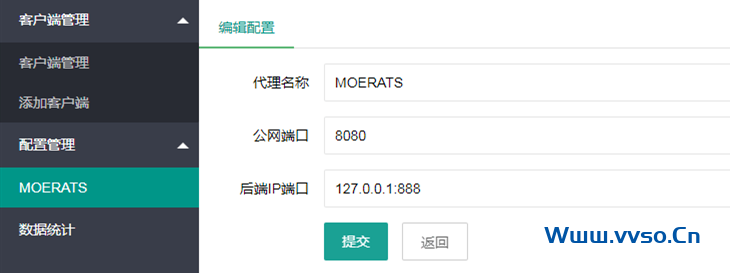 客户端管理
客户端管理
添加客户端
配置管理
MOERATS
数据统计
编辑配置
代理名称 MOERATS
公网端口 8080
后端IP端口 127.0.0.1:888
提交 返回
Www.vvso.Cn